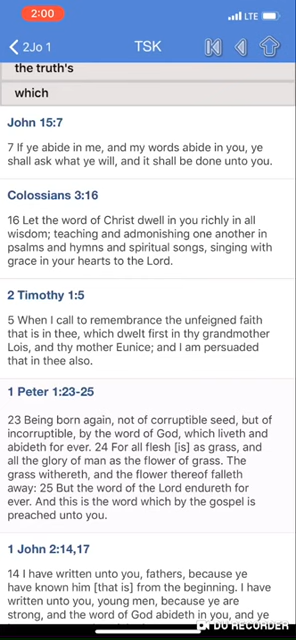 2:00
LTE
2Jo 1
TSK
the truth's
which
John 15:7
7 If ye abide in me, and my words abide in you, ye
shall ask what ye will, and it shall be done unto you.
Colossians 3:16
16 Let the word of Christ dwell in you richly in all
wisdom; teaching and admonishing one another in
psalms and hymns and spiritual songs, singing with
grace in your hearts to the Lord.
2 Timothy 1:5
5 When I call to remembrance the unfeigned faith
that is in thee, which dwelt first in thy grandmother
Lois, and thy mother Eunice; and I am persuaded
that in thee also.
1 Peter 1:23-25
23 Being born again, not of corruptible seed, but of
incorruptible, by the word of God, which liveth and
abideth for ever. 24 For all flesh [is] as grass, and
all the glory of man as the flower of grass. The
grass withereth, and the flower thereof falleth
away: 25 But the word of the Lord endureth for
ever. And this is the word which by the gospel is
preached unto you.
1 John 2:14,17
14 I have written unto you, fathers, because ye
have known him [that is] from the beginning. I have
written unto you, young men, because ye are
strong, and the word of God abideth in you, and ye
DU RECORDER